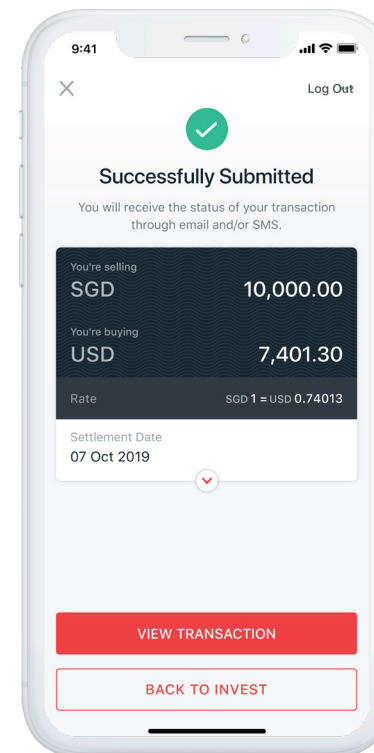 9:41
Log Out
Successfully Submitted
You will receive the status of your transaction
through email and/or SMS.
You're selling
SGD 10,000.00
You're buying
USD 7,401.30
Rate SGD 1 = USD 0.74013
Settlement Date
07 Oct 2019
VIEW TRANSACTION
BACK TO INVEST